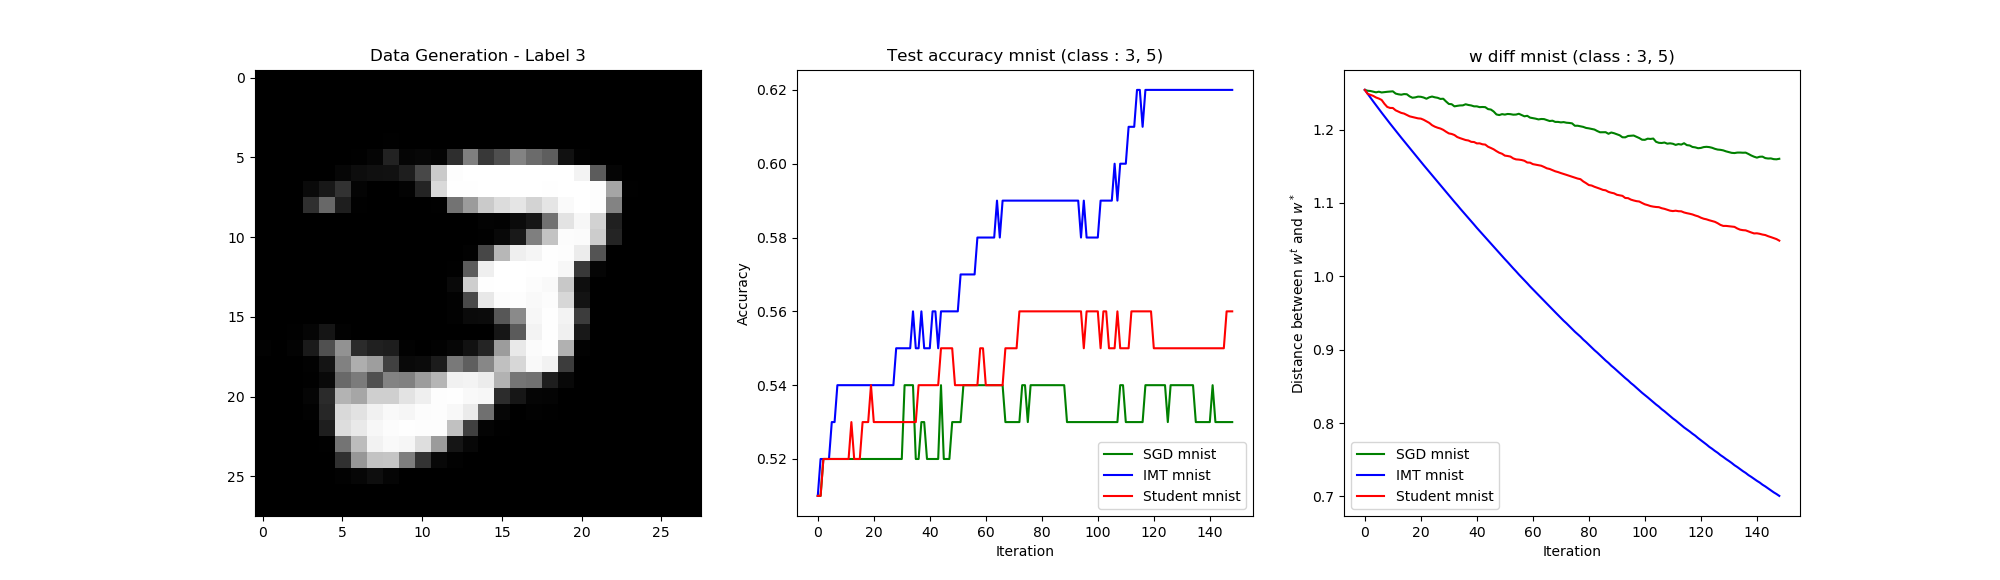 Data Generation - Label 3
0
5
10
15
20
25
0 5 10 15 20 25
Test accuracy mnist (class : 3, 5)
Accuracy
0.62
0.60
0.58
0.56
0.54
0.52
SGD mnist
IMT mnist
Student mnist
0 20 40 60 80 100 120 140
Iteration
w diff mnist (class : 3, 5)
Distance between w^t and w^*
1.2
1.1
1.0
0.9
0.8
0.7
SGD mnist
IMT mnist
Student mnist
0 20 40 60 80 100 120 140
Iteration